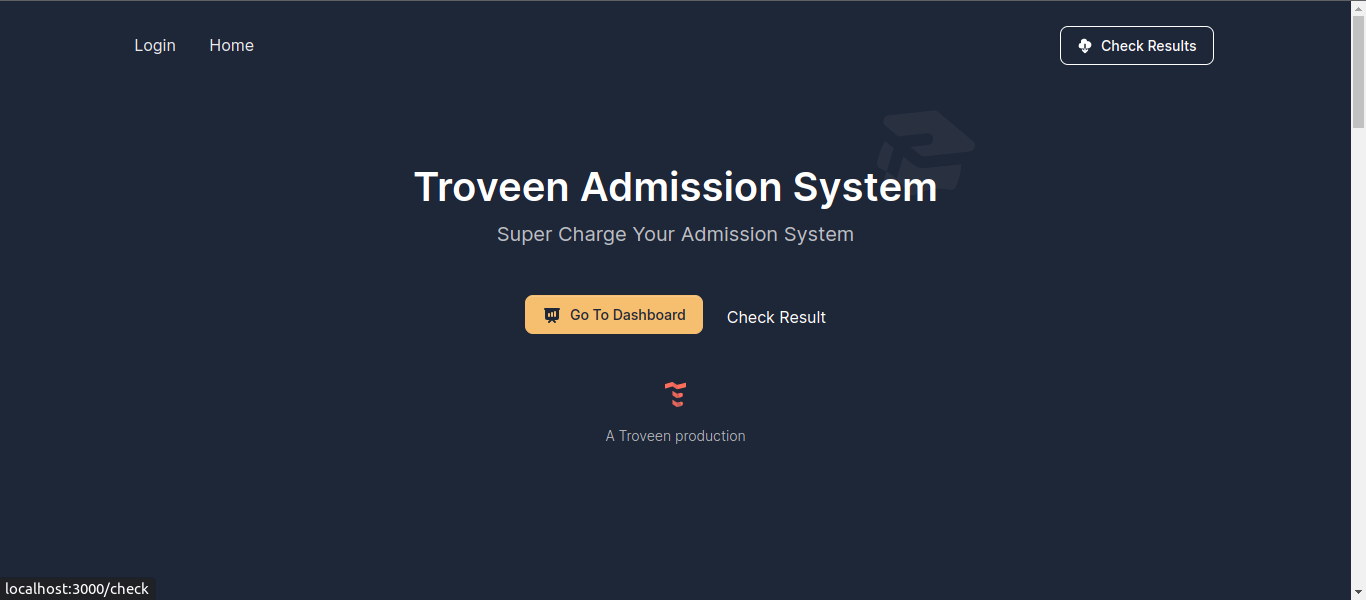 Login Home Check Results
Troveen Admission System
Super Charge Your Admission System
Go To Dashboard Check Result
A Troveen production
localhost:3000/check